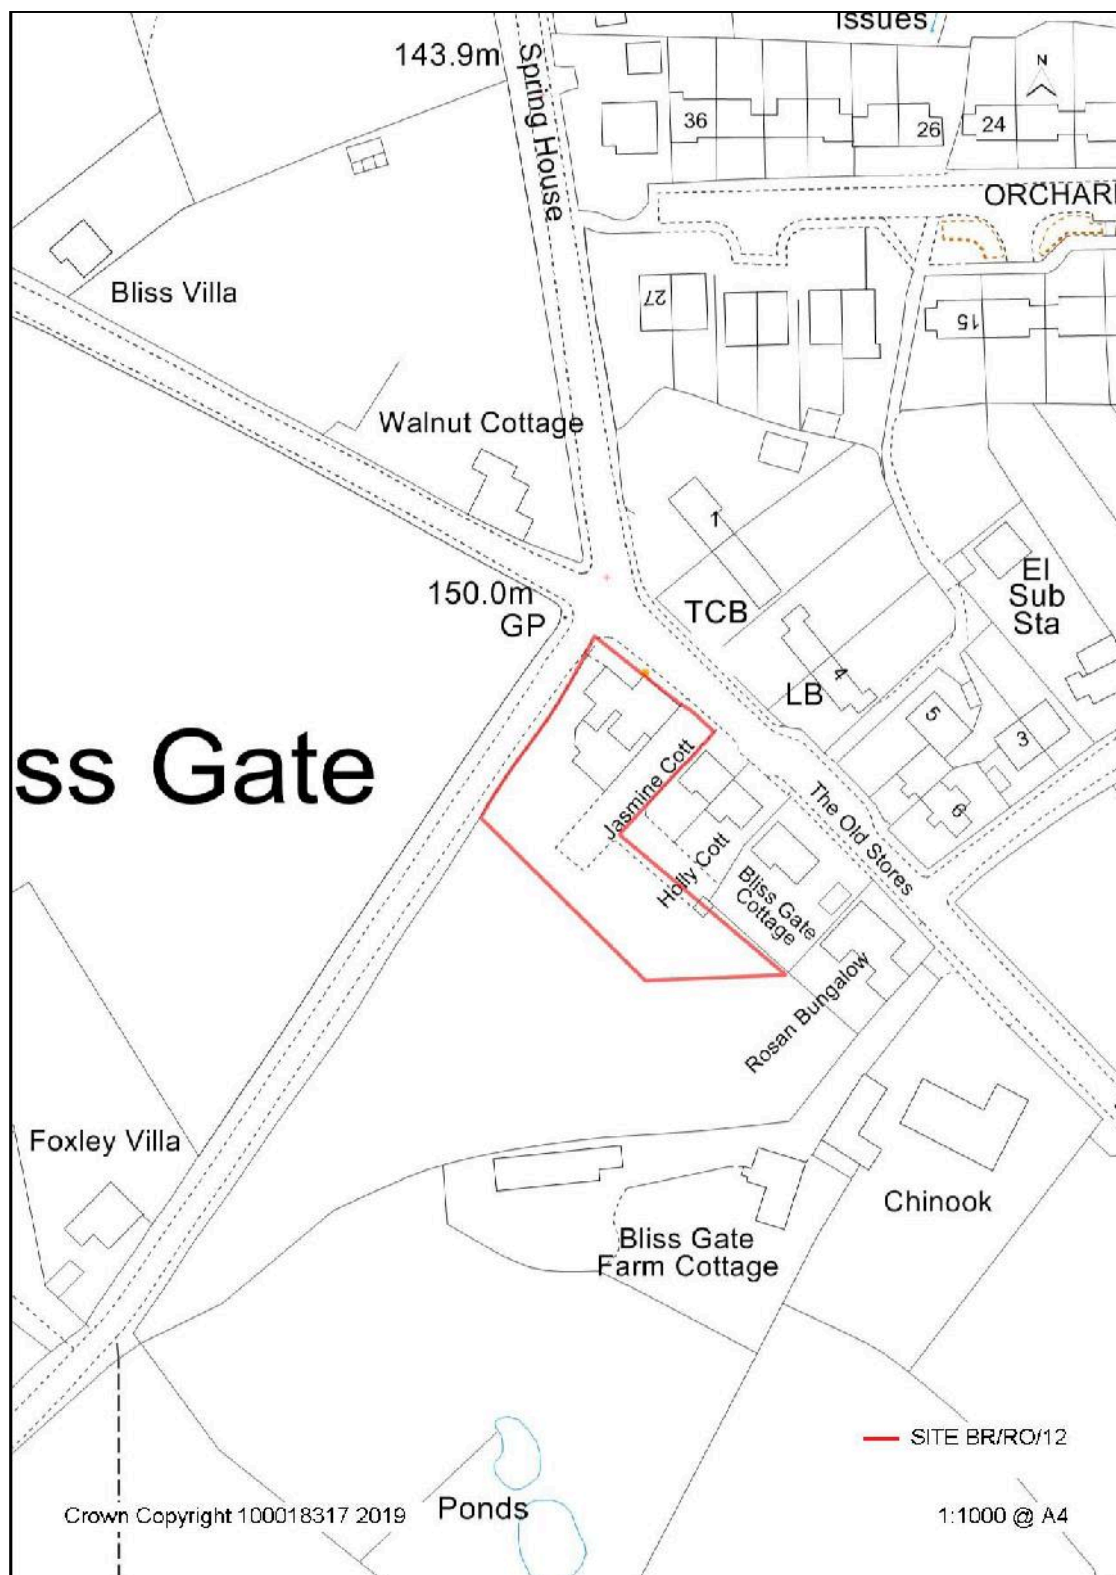 Issues
143.9m
Spring House
N
36
26
24
ORCHARD
Bliss Villa
27
15
Walnut Cottage
1
150.0m
GP
TCB
El
Sub
Sta
LB
4
5
3
6
ss Gate
Jasmine Cott
The Old Stores
Holly Cott
Bliss Gate
Cottage
Rosan Bungalow
Foxley Villa
Chinook
Bliss Gate
Farm Cottage
SITE BR/RO/12
Crown Copyright 100018317 2019
Ponds
1:1000 @ A4